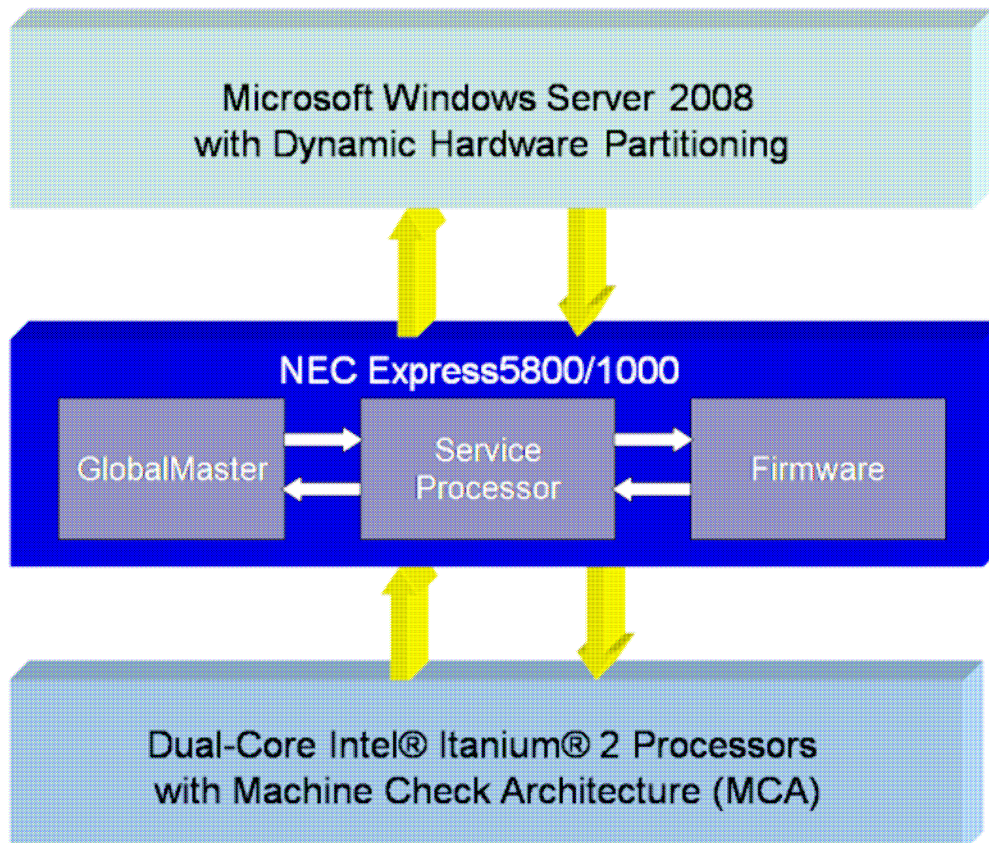 Microsoft Windows Server 2008
with Dynamic Hardware Partitioning
NEC Express5800/1000
GlobalMaster
Service
Processor
Firmware
Dual-Core Intel® Itanium® 2 Processors
with Machine Check Architecture (MCA)